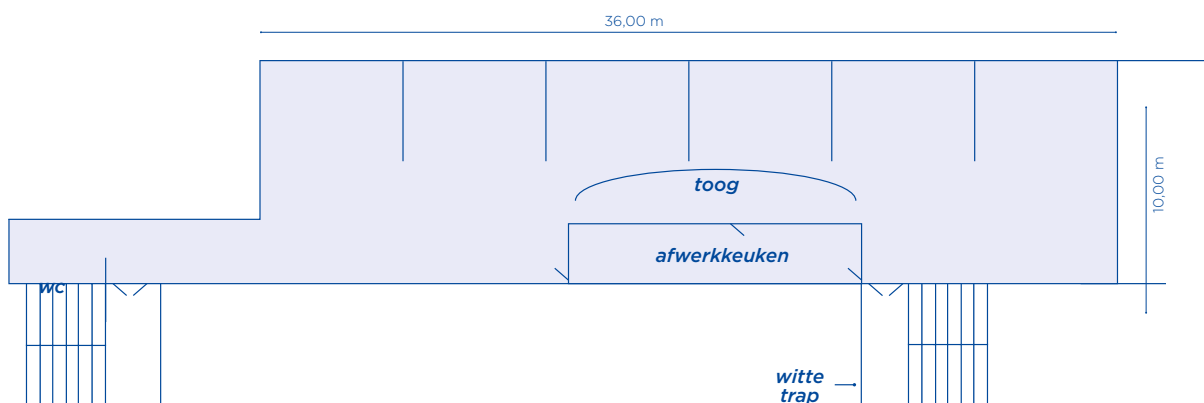 36,00 m
10,00 m
toog
afwerkkeuken
wc
witte
trap